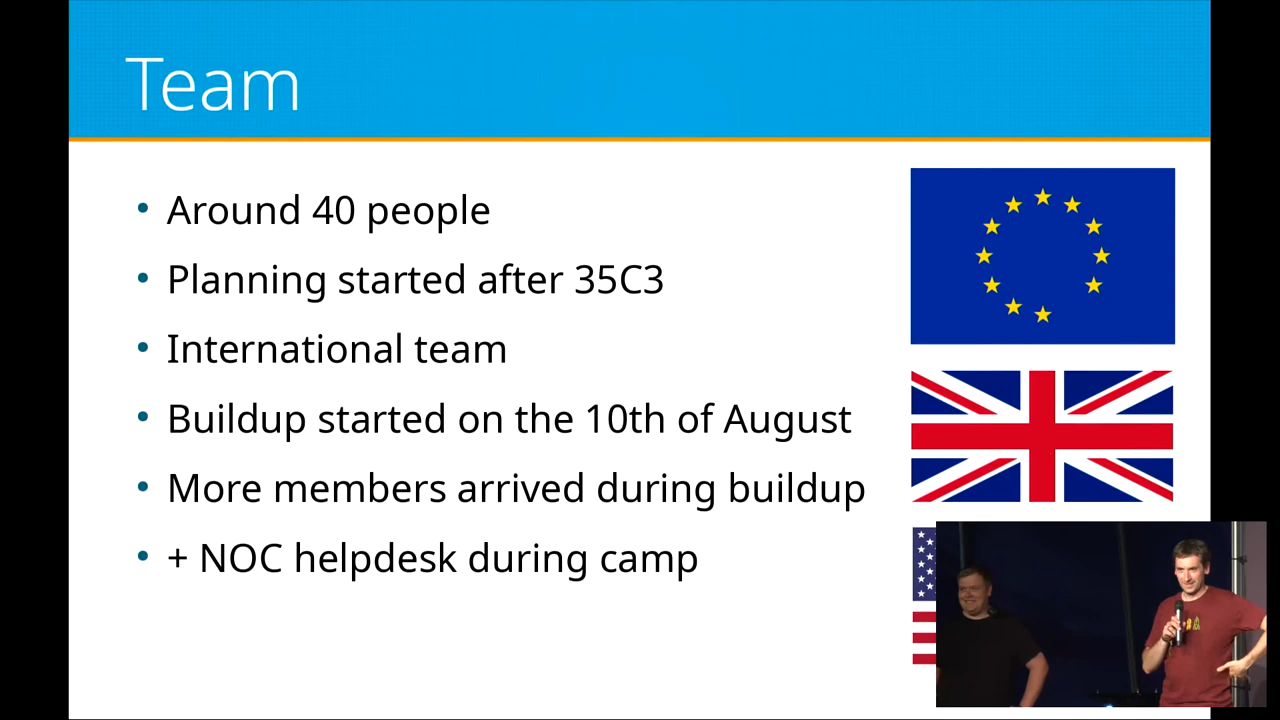 Team
• Around 40 people
• Planning started after 35C3
• International team
• Buildup started on the 10th of August
• More members arrived during buildup
• + NOC helpdesk during camp